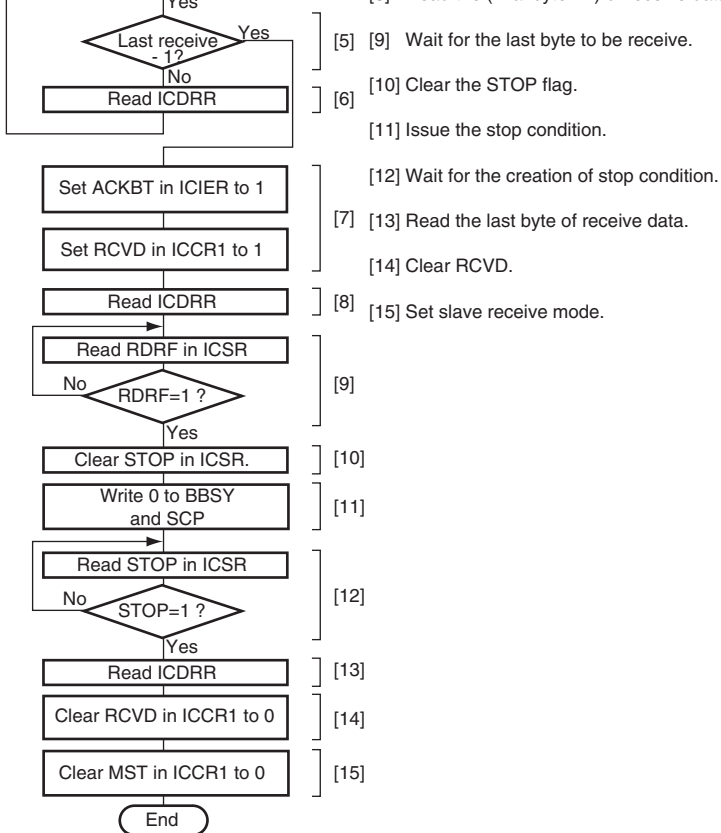 Yes
Last receive
- 1?
Yes
No
[5]
Read ICDRR
[6]
Set ACKBT in ICIER to 1
Set RCVD in ICCR1 to 1
[7]
Read ICDRR
[8]
Read RDRF in ICSR
No
RDRF=1 ?
[9]
Yes
Clear STOP in ICSR.
[10]
Write 0 to BBSY
and SCP
[11]
Read STOP in ICSR
No
STOP=1 ?
[12]
Yes
Read ICDRR
[13]
Clear RCVD in ICCR1 to 0
[14]
Clear MST in ICCR1 to 0
[15]
End
[9] Wait for the last byte to be receive.
[10] Clear the STOP flag.
[11] Issue the stop condition.
[12] Wait for the creation of stop condition.
[13] Read the last byte of receive data.
[14] Clear RCVD.
[15] Set slave receive mode.